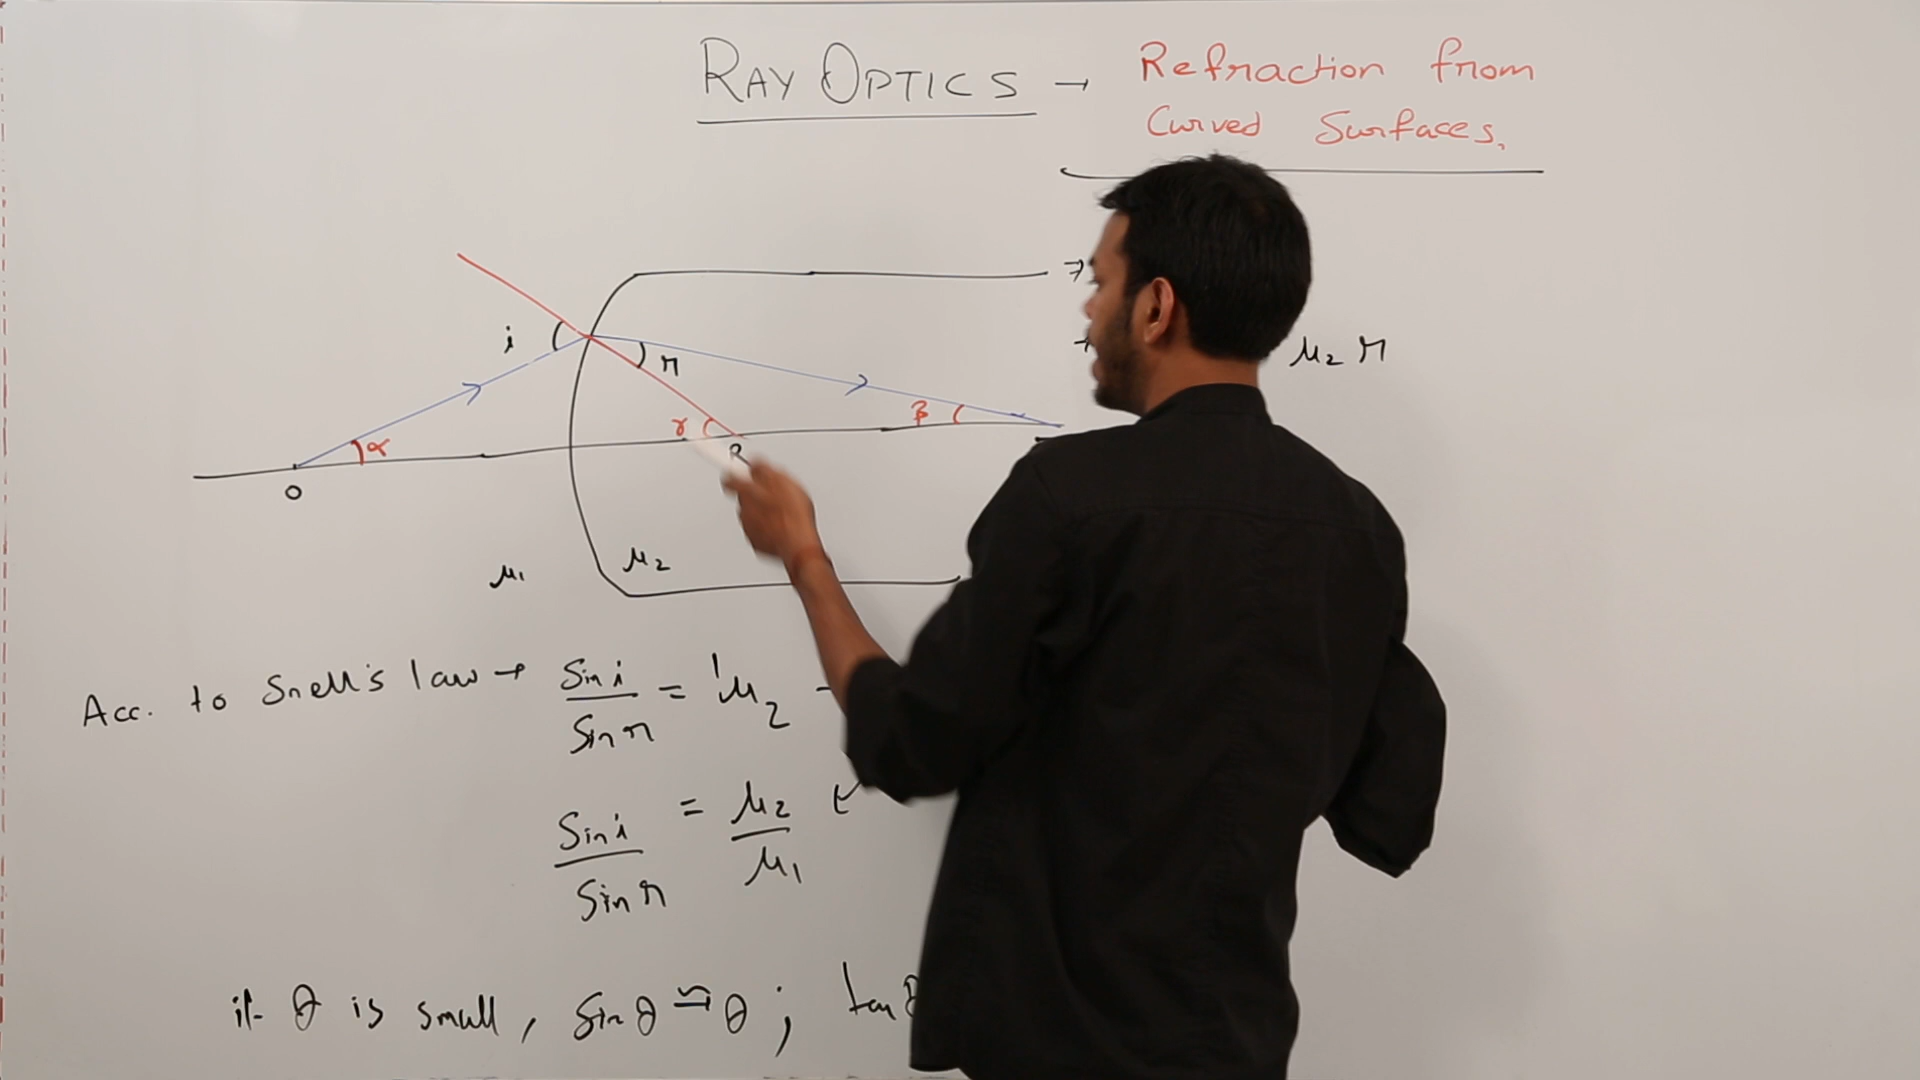 RAY OPTICS → Refraction from
Curved Surfaces.
i
r
μ₂ r
α
γ
β
R
O
μ₁
μ₂
Acc. to Snell's law → Sin i / Sin r = ¹μ₂
Sin i / Sin r = μ₂ / μ₁
if θ is small, Sin θ ≈ θ ; tan θ